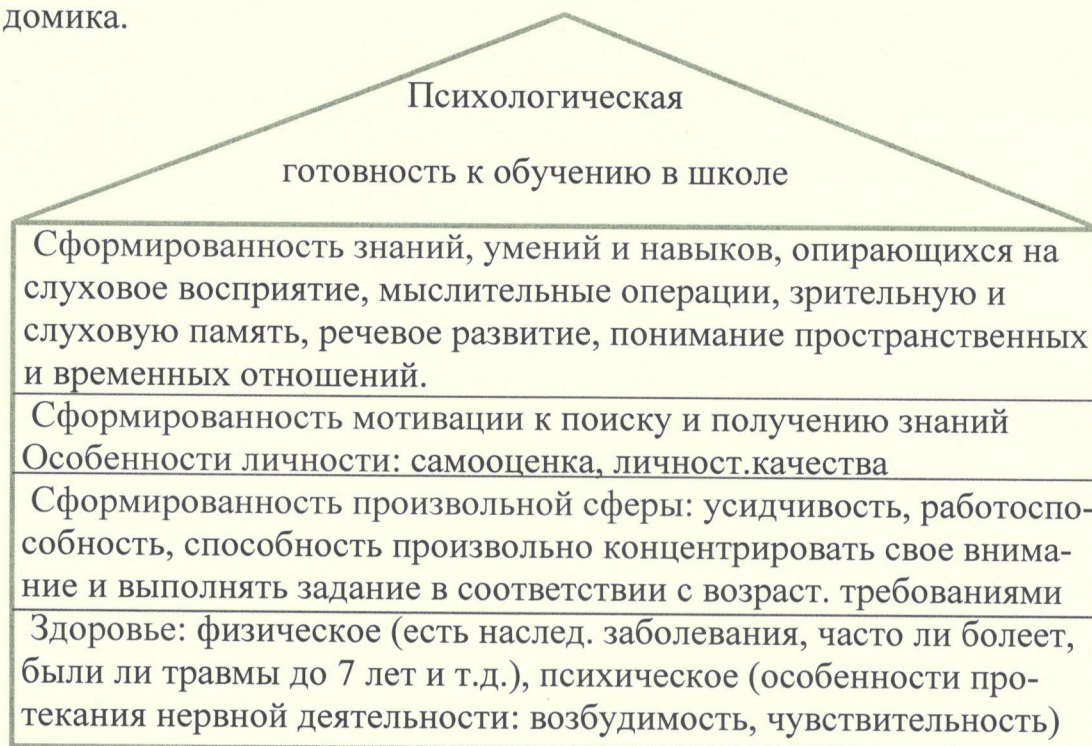 домика.
Психологическая
готовность к обучению в школе
Сформированность знаний, умений и навыков, опирающихся на
слуховое восприятие, мыслительные операции, зрительную и
слуховую память, речевое развитие, понимание пространственных
и временных отношений.
Сформированность мотивации к поиску и получению знаний
Особенности личности: самооценка, личност.качества
Сформированность произвольной сферы: усидчивость, работоспо-
собность, способность произвольно концентрировать свое внима-
ние и выполнять задание в соответствии с возраст. требованиями
Здоровье: физическое (есть наслед. заболевания, часто ли болеет,
были ли травмы до 7 лет и т.д.), психическое (особенности про-
текания нервной деятельности: возбудимость, чувствительность)